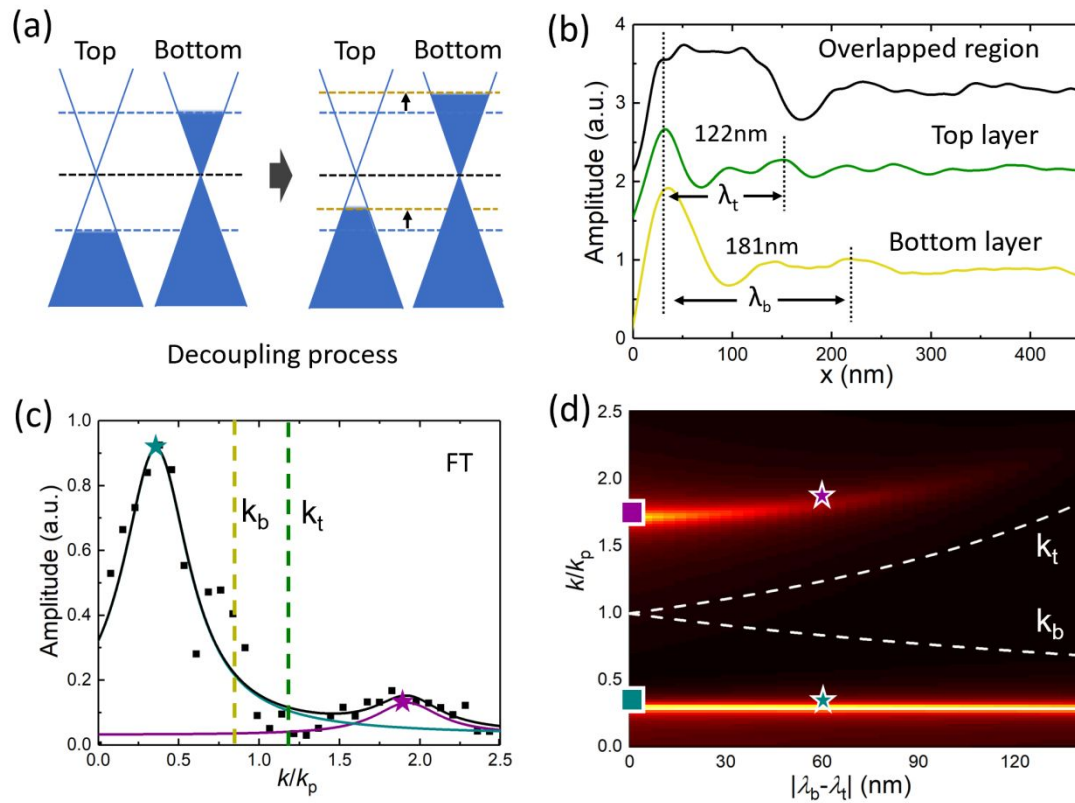 (a)
Top Bottom Top Bottom
Decoupling process
(b)
Amplitude (a.u.)
4
3
2
1
0
Overlapped region
122nm
Top layer
λt
181nm
Bottom layer
λb
0 100 200 300 400
x (nm)
(c)
Amplitude (a.u.)
1.0
0.8
0.6
0.4
0.2
0.0
FT
kb kt
0.0 0.5 1.0 1.5 2.0 2.5
k/kp
(d)
k/kp
2.5
2.0
1.5
1.0
0.5
0.0
kt
kb
0 60 120
|λb-λt| (nm)